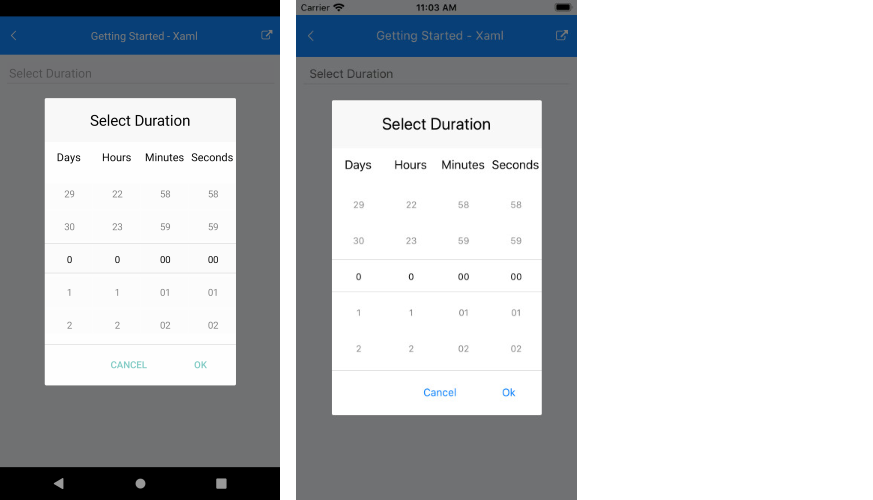 Getting Started - Xaml
Select Duration
Select Duration
Days Hours Minutes Seconds
29 22 58 58
30 23 59 59
0 0 00 00
1 1 01 01
2 2 02 02
CANCEL OK
Carrier 11:03 AM
Getting Started - Xaml
Select Duration
Select Duration
Days Hours Minutes Seconds
29 22 58 58
30 23 59 59
0 0 00 00
1 1 01 01
2 2 02 02
Cancel Ok